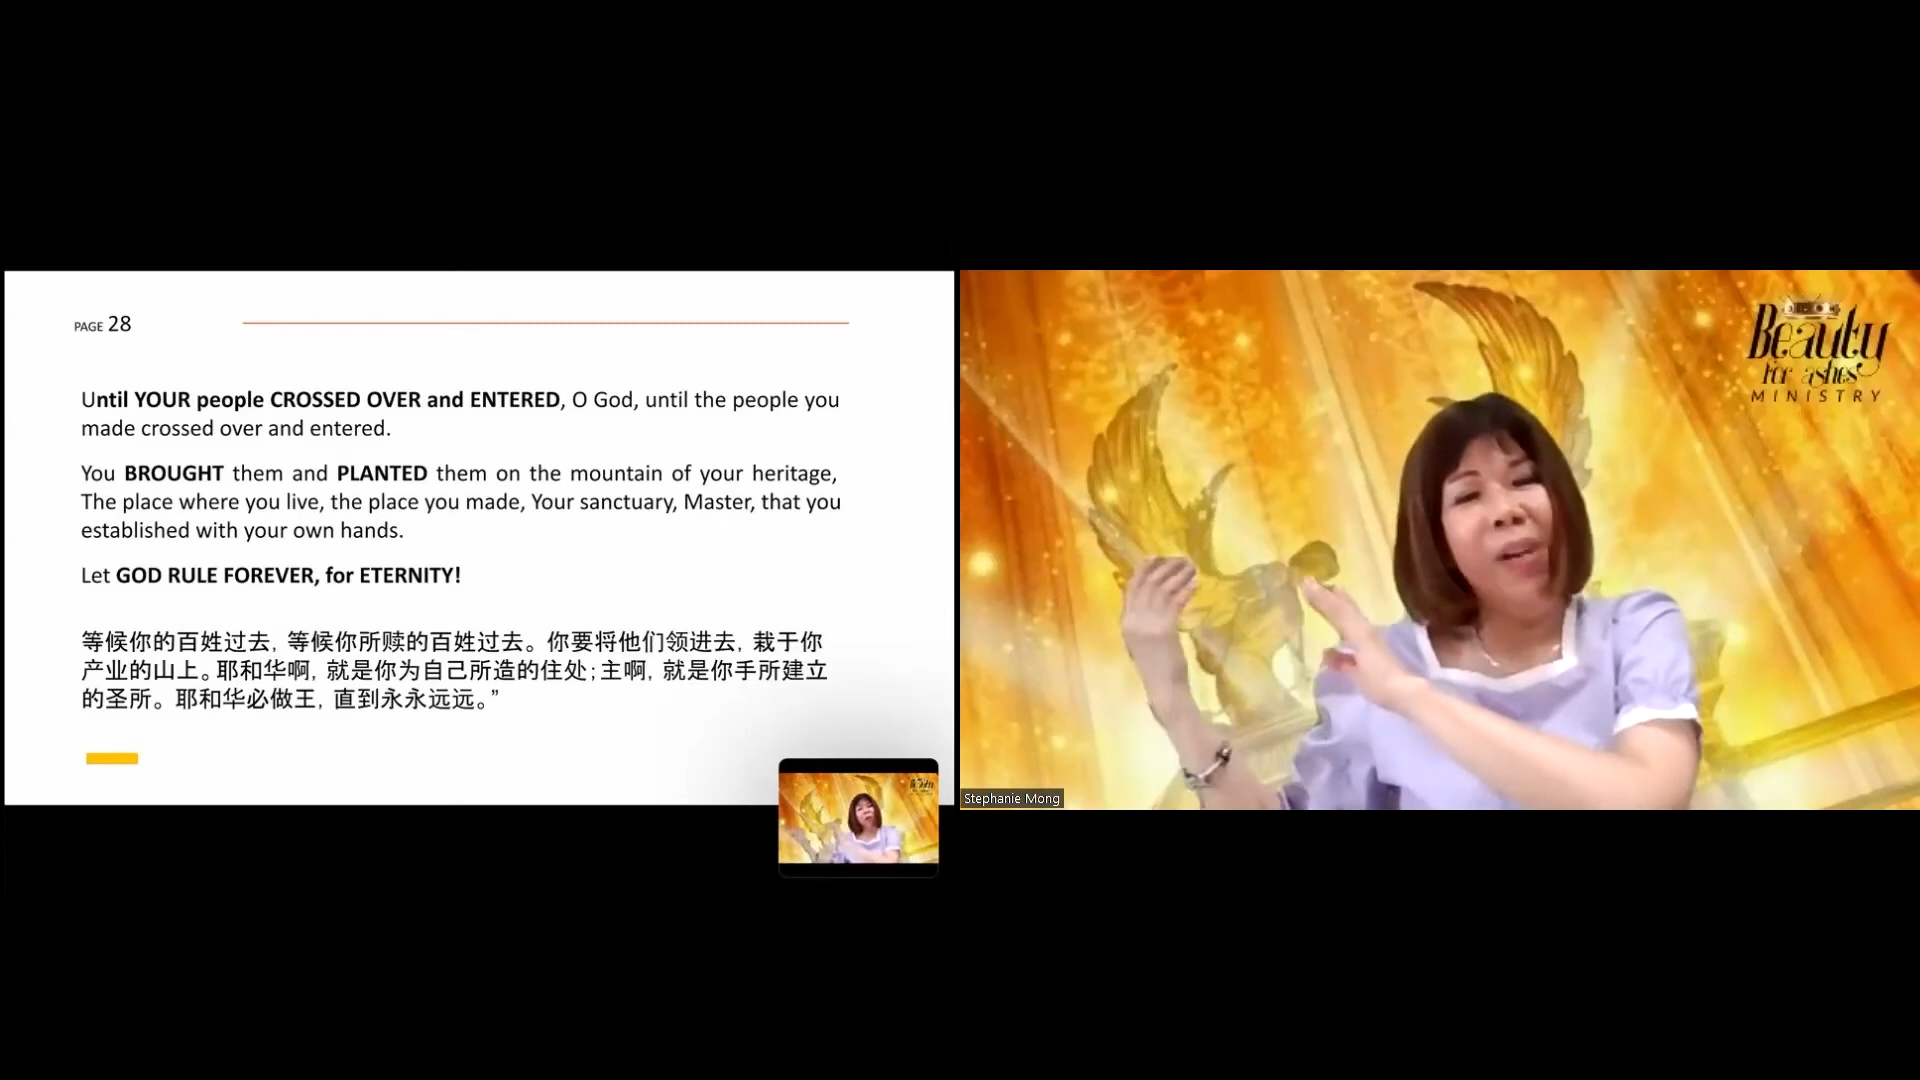 PAGE 28
Until YOUR people CROSSED OVER and ENTERED, O God, until the people you
made crossed over and entered.
You BROUGHT them and PLANTED them on the mountain of your heritage,
The place where you live, the place you made, Your sanctuary, Master, that you
established with your own hands.
Let GOD RULE FOREVER, for ETERNITY!
等候你的百姓过去，等候你所赎的百姓过去。你要将他们领进去，栽于你
产业的山上。耶和华啊，就是你为自己所造的住处；主啊，就是你手所建立
的圣所。耶和华必做王，直到永永远远。”
Beauty
For ashes
MINISTRY
Stephanie Mong